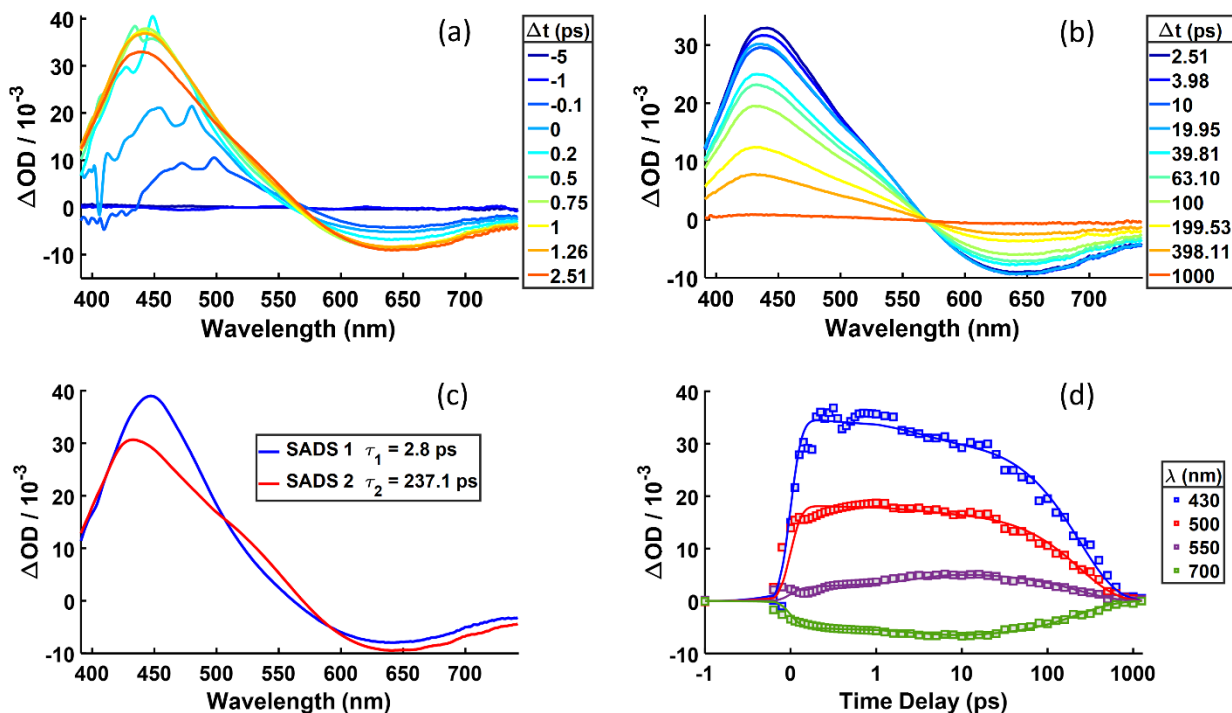 (a)
ΔOD / 10⁻³
40
30
20
10
0
-10
400 450 500 550 600 650 700
Wavelength (nm)
Δt (ps)
-5
-1
-0.1
0
0.2
0.5
0.75
1
1.26
2.51
(b)
ΔOD / 10⁻³
30
20
10
0
-10
400 450 500 550 600 650 700
Wavelength (nm)
Δt (ps)
2.51
3.98
10
19.95
39.81
63.10
100
199.53
398.11
1000
(c)
ΔOD / 10⁻³
40
30
20
10
0
-10
400 450 500 550 600 650 700
Wavelength (nm)
SADS 1 τ₁ = 2.8 ps
SADS 2 τ₂ = 237.1 ps
(d)
ΔOD / 10⁻³
40
30
20
10
0
-10
-1 0 1 10 100 1000
Time Delay (ps)
λ (nm)
430
500
550
700